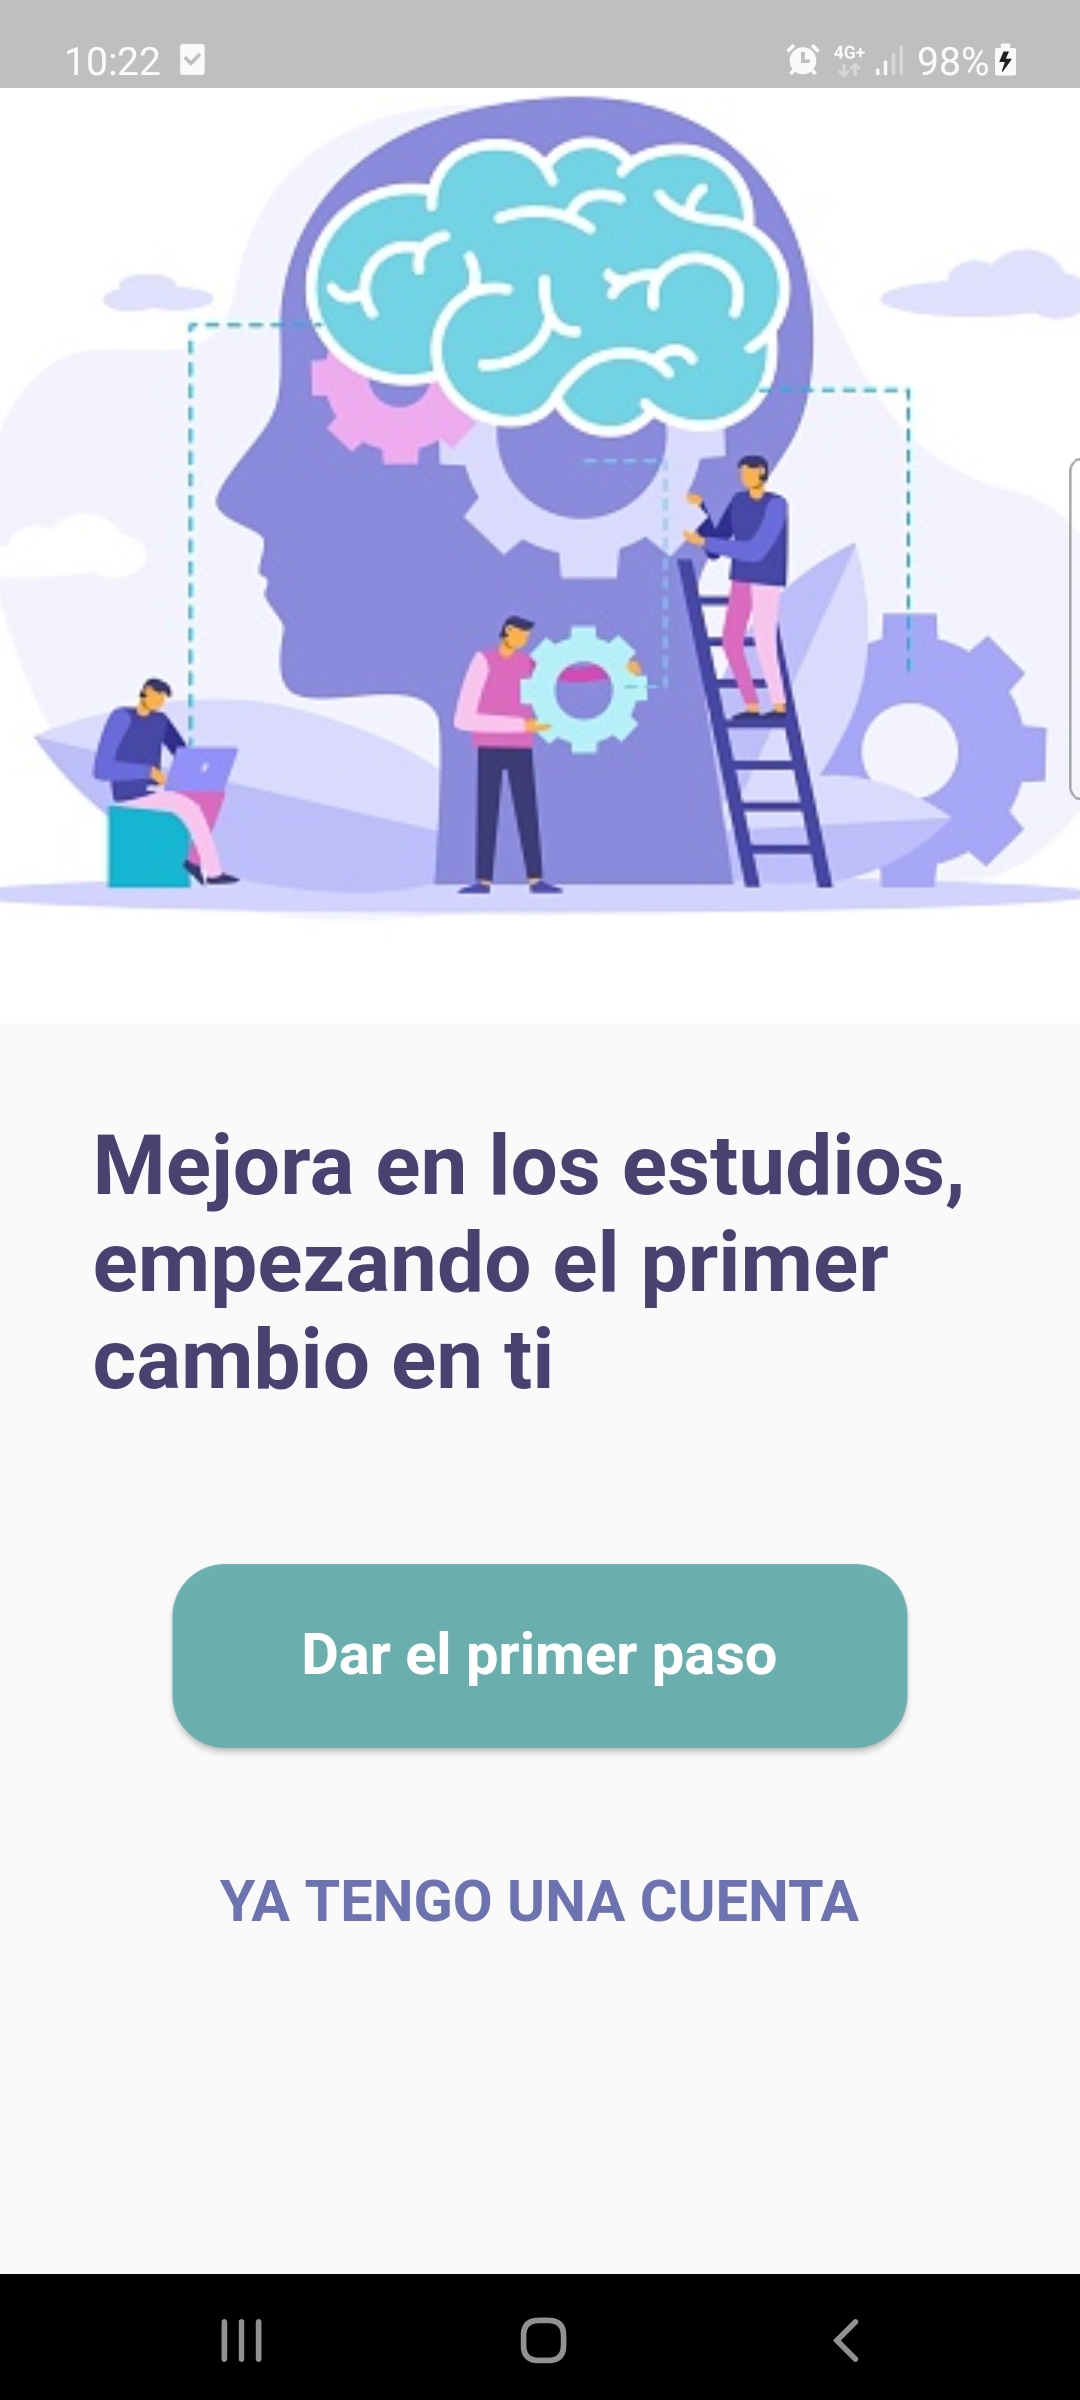 10:22
4G+
98%
Mejora en los estudios,
empezando el primer
cambio en ti
Dar el primer paso
YA TENGO UNA CUENTA